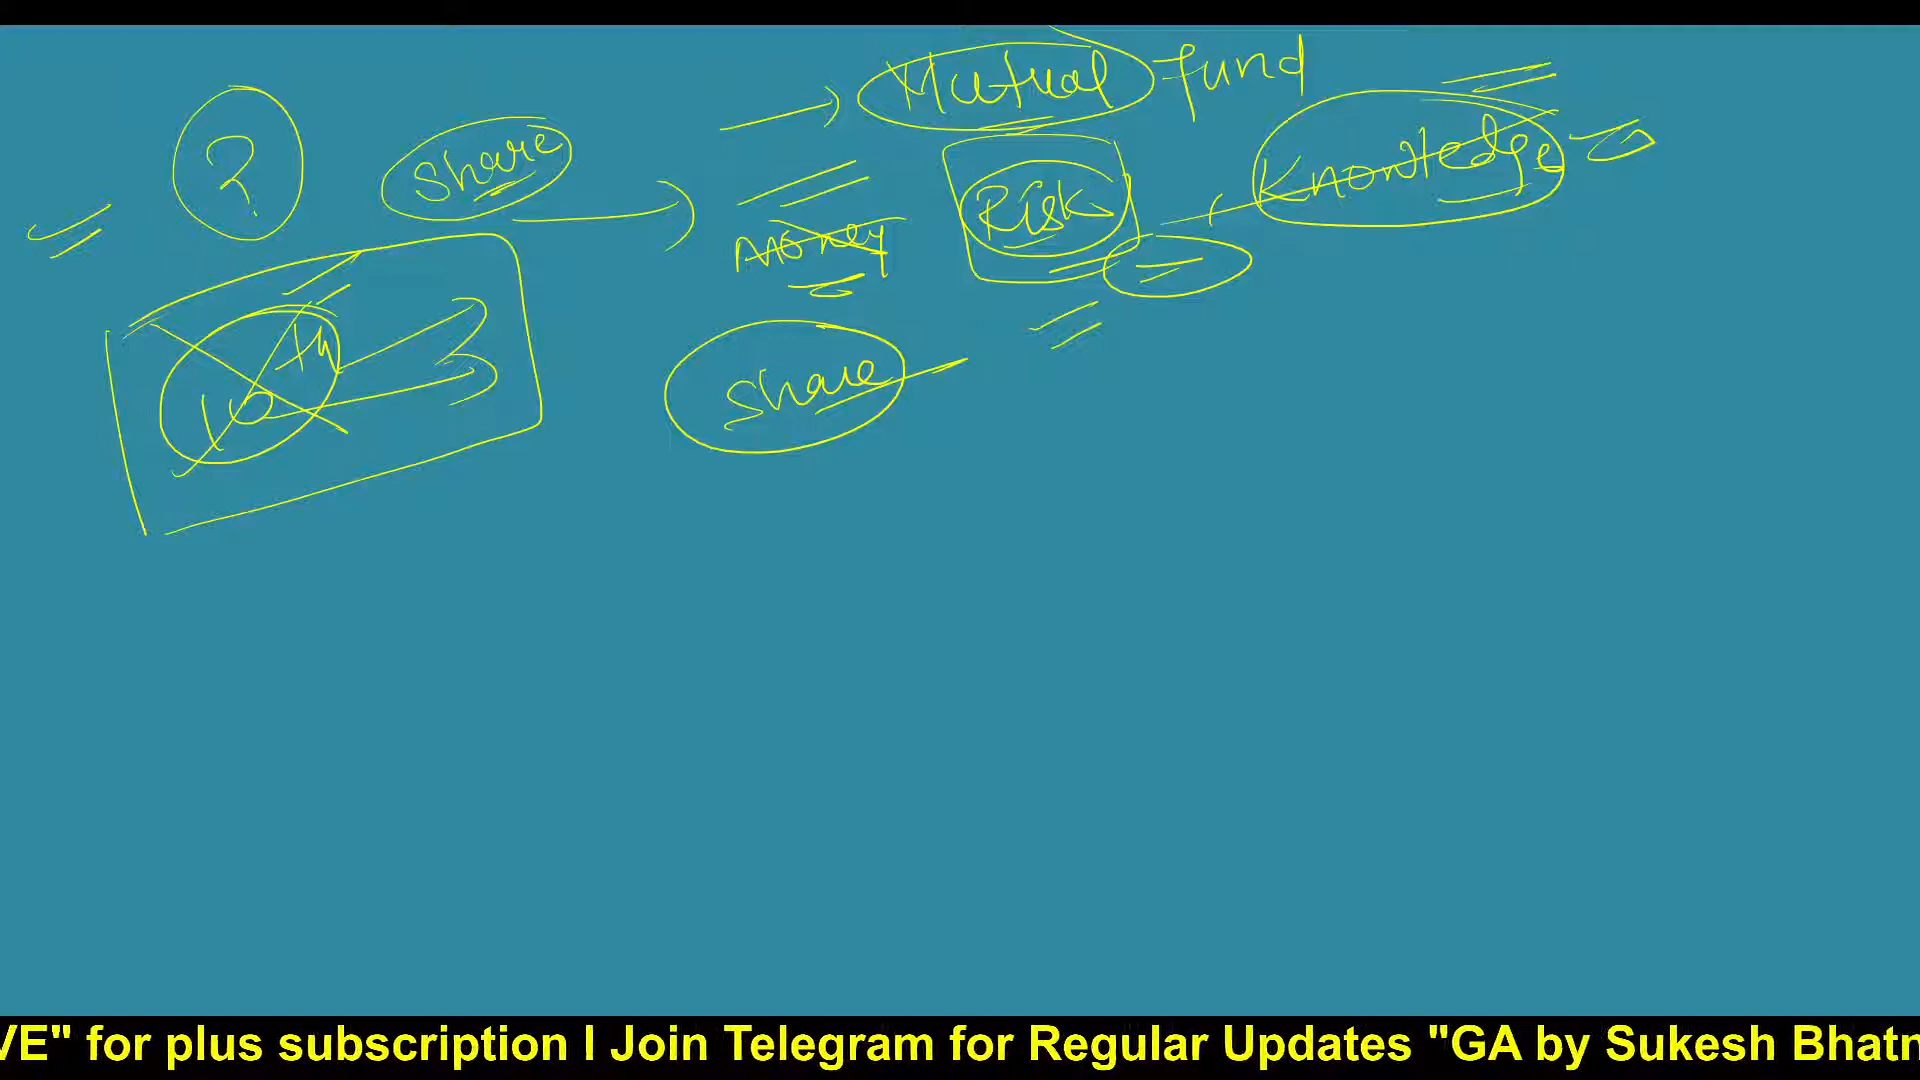 Mutual fund
?
Share
Risk
Knowledge
Money
Share
VE" for plus subscription I Join Telegram for Regular Updates "GA by Sukesh Bhatn